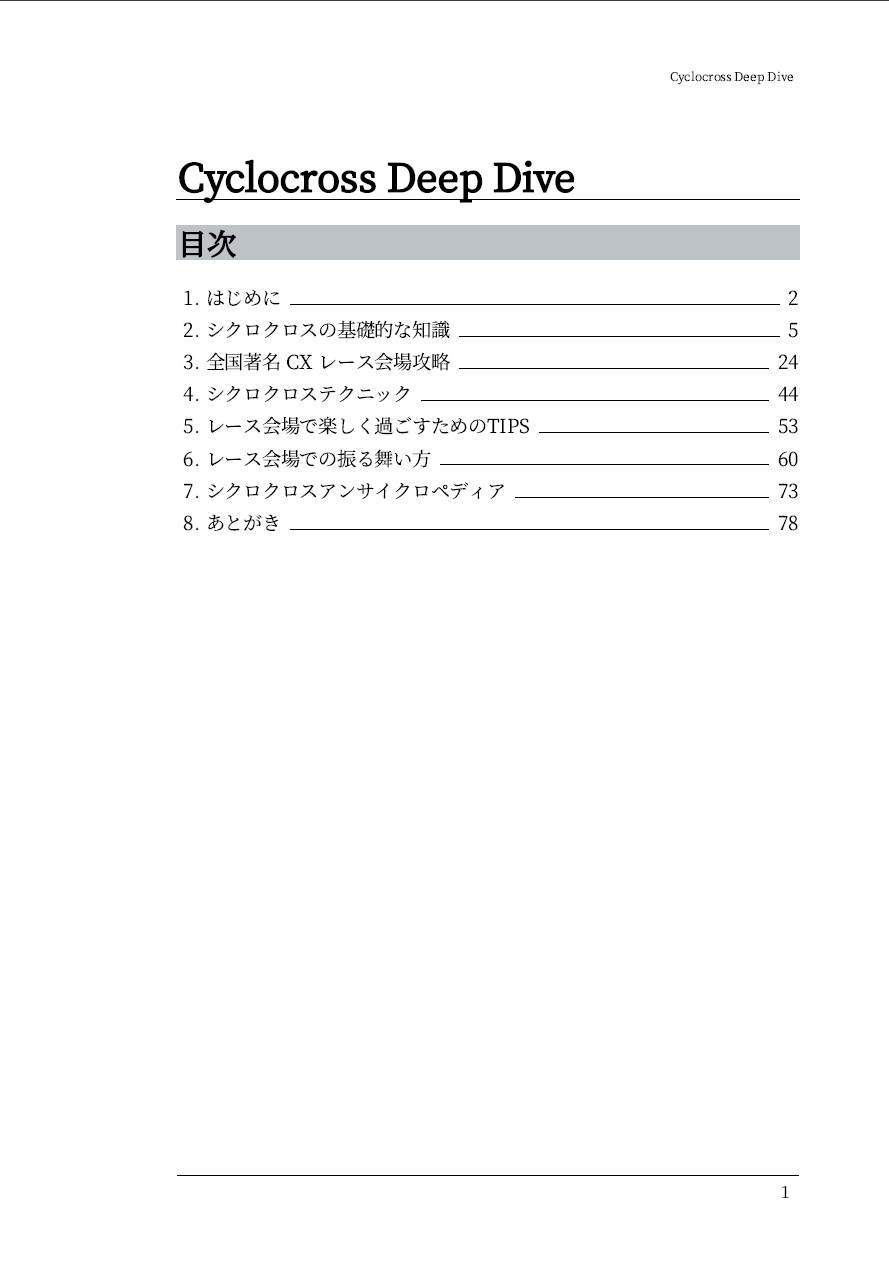 Cyclocross Deep Dive
Cyclocross Deep Dive
目次
1. はじめに 2
2. シクロクロスの基礎的な知識 5
3. 全国著名 CX レース会場攻略 24
4. シクロクロステクニック 44
5. レース会場で楽しく過ごすためのTIPS 53
6. レース会場での振る舞い方 60
7. シクロクロスアンサイクロペディア 73
8. あとがき 78
1